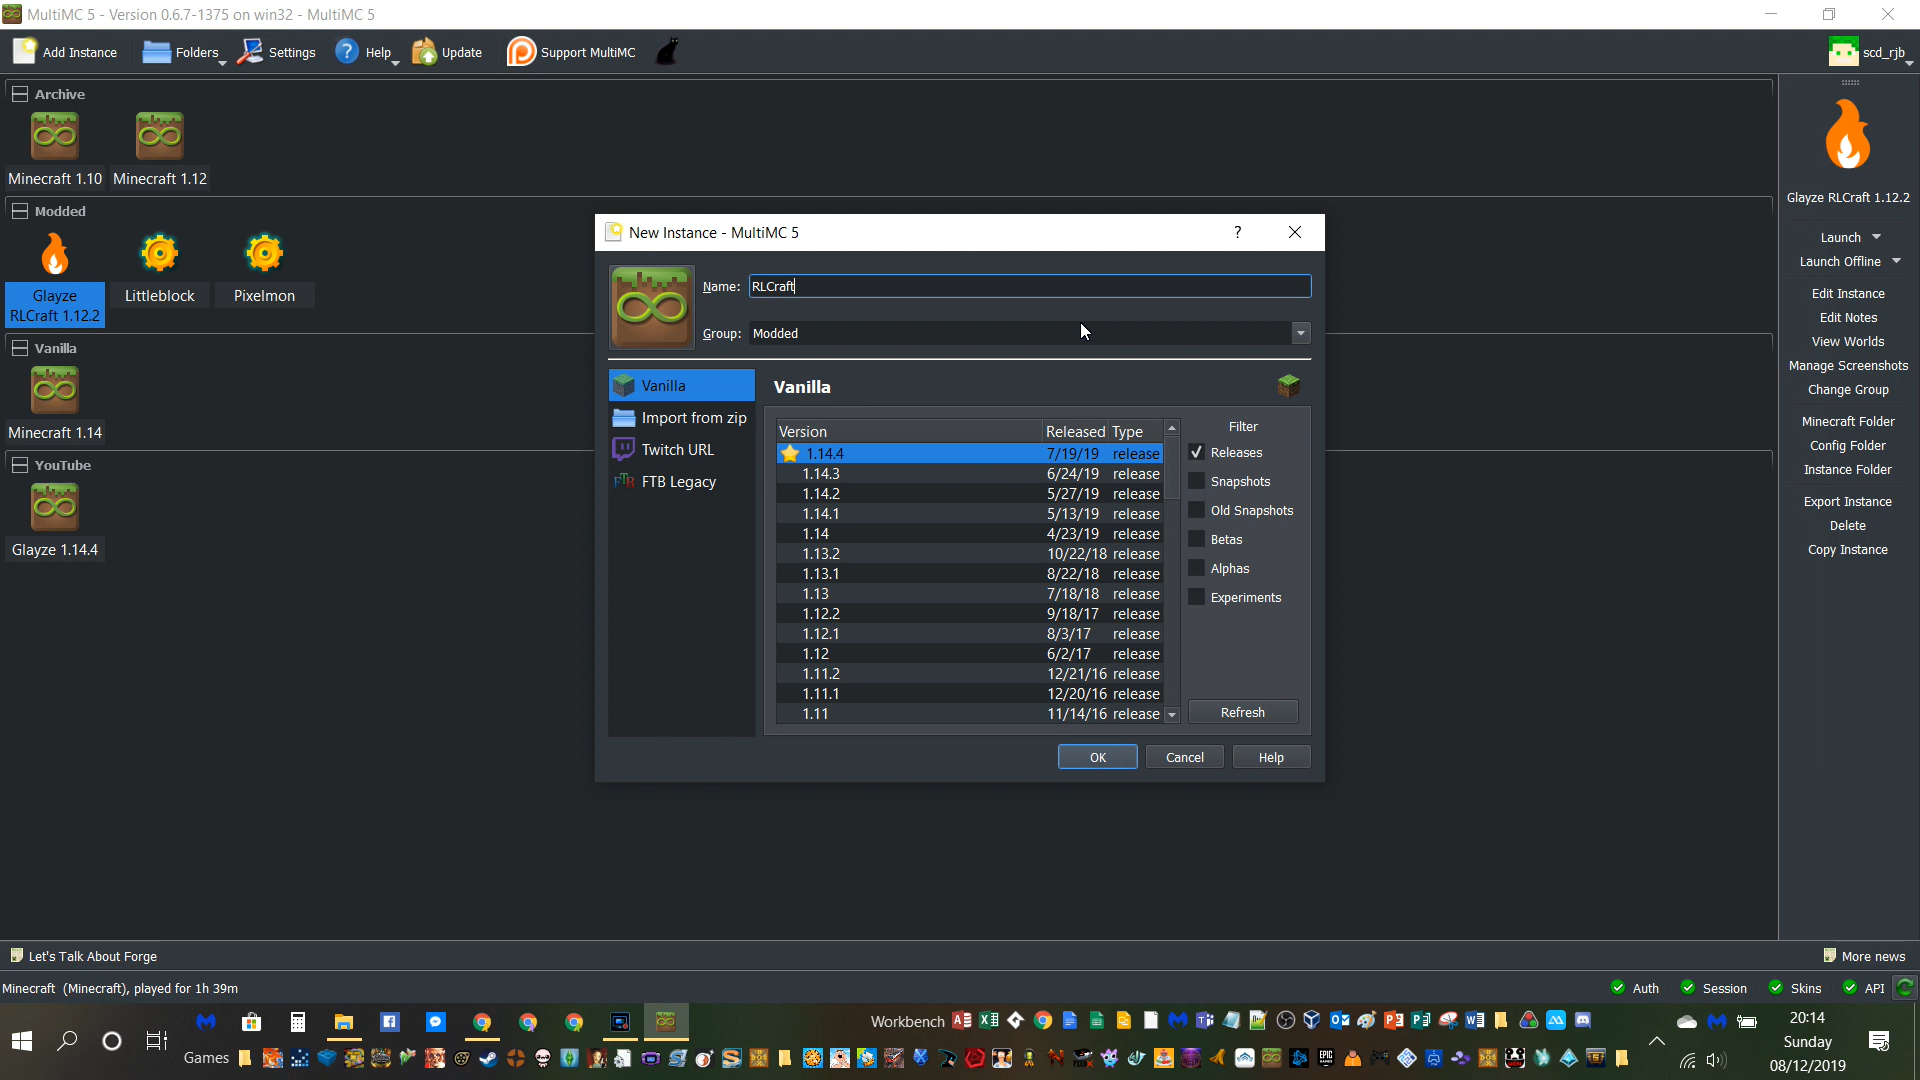 MultiMC 5 - Version 0.6.7-1375 on win32 - MultiMC 5
Add Instance Folders Settings Help Update Support MultiMC scd_rjb
Archive
Minecraft 1.10 Minecraft 1.12
Modded
Glayze RLCraft 1.12.2
Littleblock
Pixelmon
Vanilla
Minecraft 1.14
YouTube
Glayze 1.14.4
New Instance - MultiMC 5 ?
Name: RLCraft
Group: Modded
Vanilla
Import from zip
Twitch URL
FTB Legacy
Vanilla
Version Released Type
1.14.4 7/19/19 release
1.14.3 6/24/19 release
1.14.2 5/27/19 release
1.14.1 5/13/19 release
1.14 4/23/19 release
1.13.2 10/22/18 release
1.13.1 8/22/18 release
1.13 7/18/18 release
1.12.2 9/18/17 release
1.12.1 8/3/17 release
1.12 6/2/17 release
1.11.2 12/21/16 release
1.11.1 12/20/16 release
1.11 11/14/16 release
Filter
Releases
Snapshots
Old Snapshots
Betas
Alphas
Experiments
Refresh
OK Cancel Help
Glayze RLCraft 1.12.2
Launch
Launch Offline
Edit Instance
Edit Notes
View Worlds
Manage Screenshots
Change Group
Minecraft Folder
Config Folder
Instance Folder
Export Instance
Delete
Copy Instance
Let's Talk About Forge More news
Minecraft (Minecraft), played for 1h 39m Auth Session Skins API
Workbench
Games
20:14
Sunday
08/12/2019